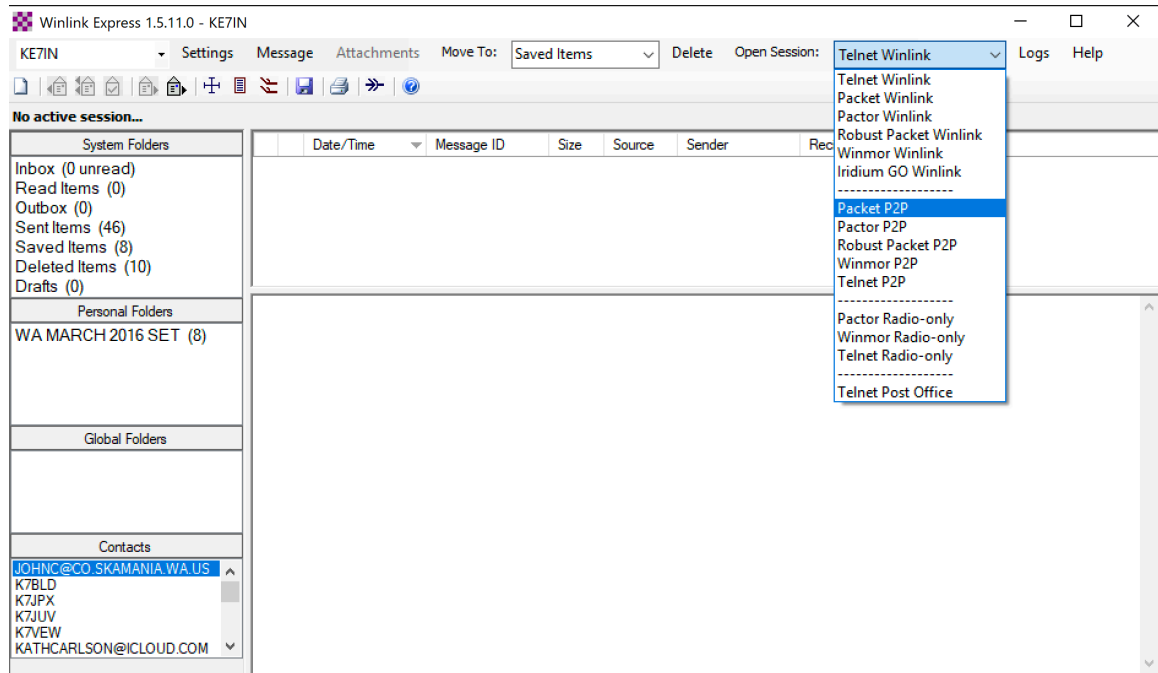 Winlink Express 1.5.11.0 - KE7IN
KE7IN Settings Message Attachments Move To: Saved Items Delete Open Session: Telnet Winlink Logs Help
No active session...
System Folders
Inbox (0 unread)
Read Items (0)
Outbox (0)
Sent Items (46)
Saved Items (8)
Deleted Items (10)
Drafts (0)
Personal Folders
WA MARCH 2016 SET (8)
Global Folders
Contacts
JOHNC@CO.SKAMANIA.WA.US
K7BLD
K7JPX
K7JUV
K7VEW
KATHCARLSON@ICLOUD.COM
Date/Time Message ID Size Source Sender Rec
Telnet Winlink
Packet Winlink
Pactor Winlink
Robust Packet Winlink
Winmor Winlink
Iridium GO Winlink
-------------------
Packet P2P
Pactor P2P
Robust Packet P2P
Winmor P2P
Telnet P2P
-------------------
Pactor Radio-only
Winmor Radio-only
Telnet Radio-only
-------------------
Telnet Post Office